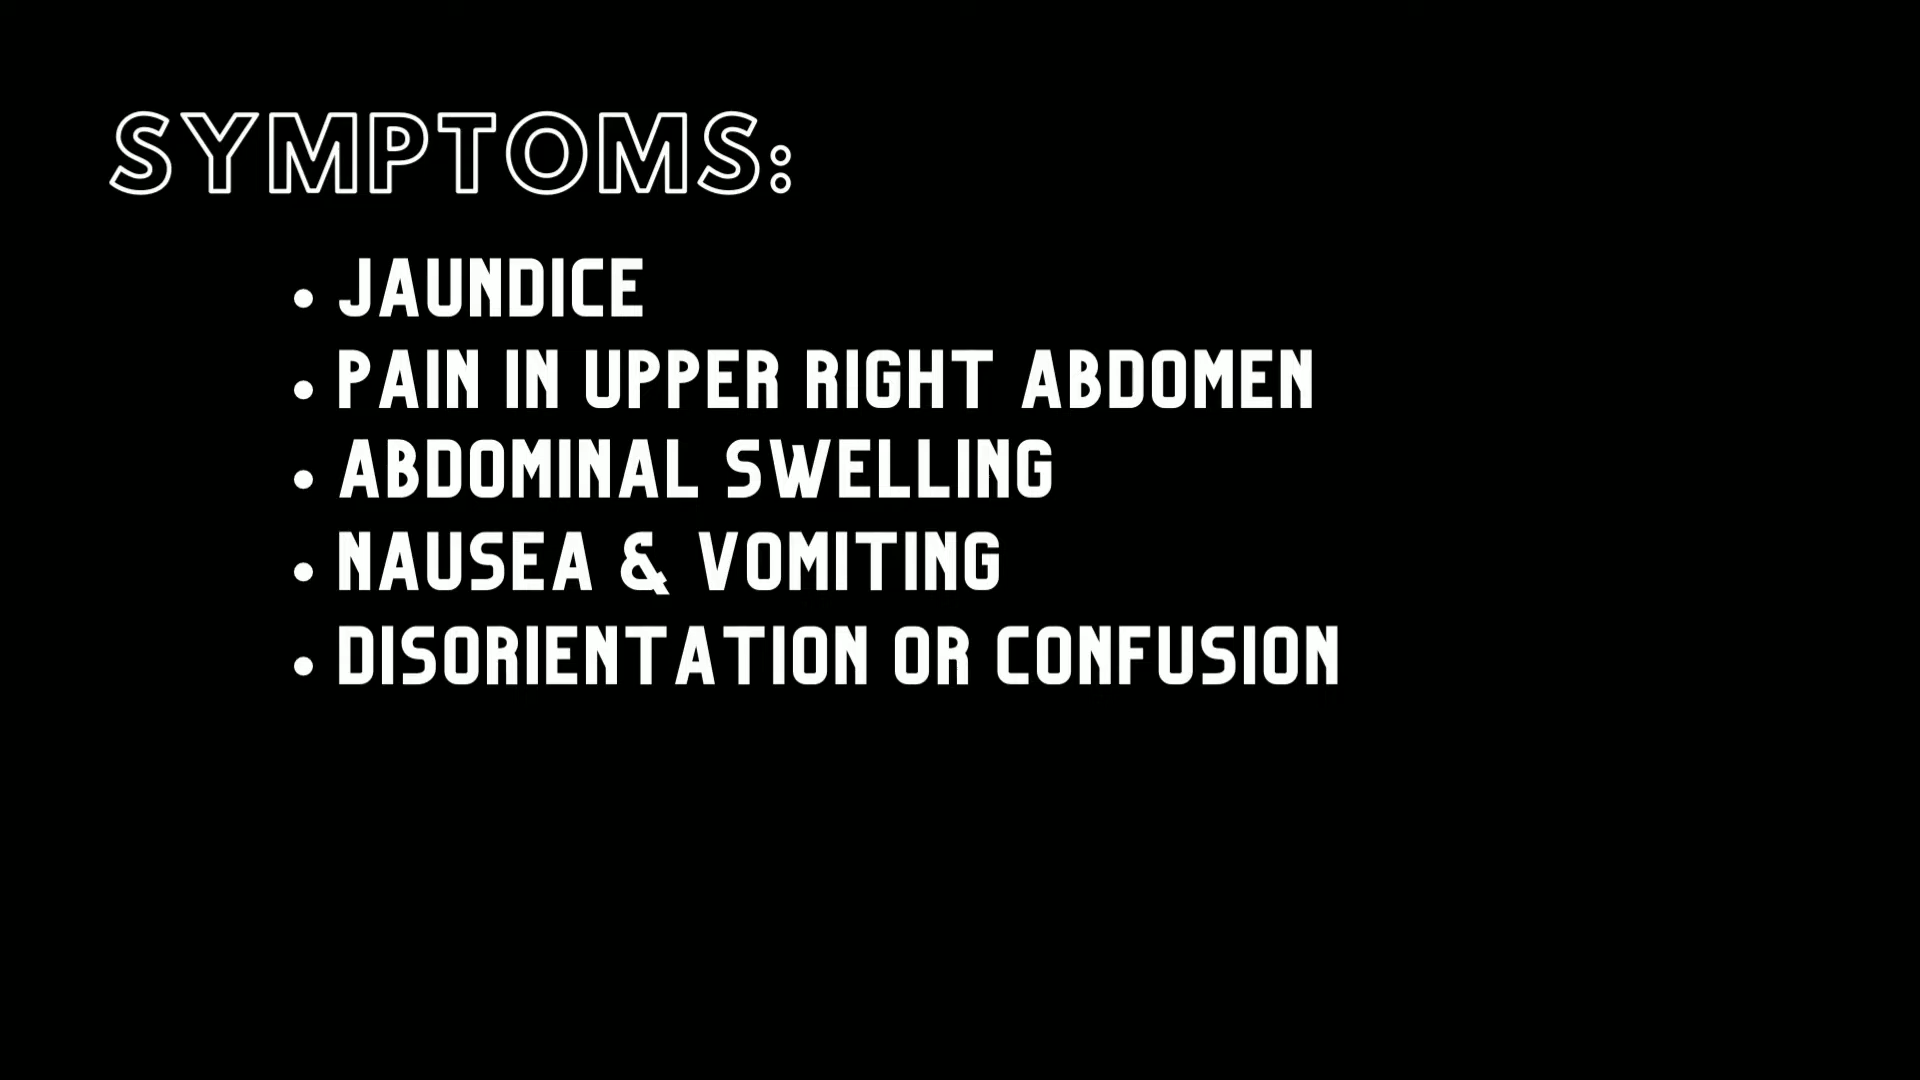 SYMPTOMS:
• JAUNDICE
• PAIN IN UPPER RIGHT ABDOMEN
• ABDOMINAL SWELLING
• NAUSEA & VOMITING
• DISORIENTATION OR CONFUSION